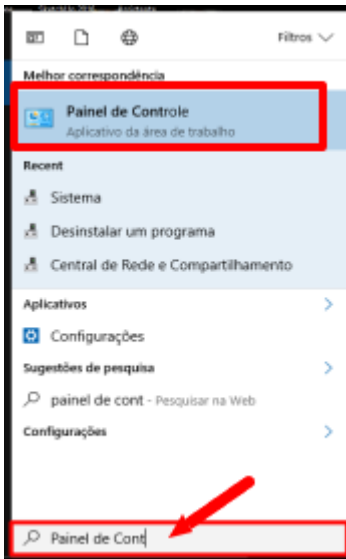 Filtros
Melhor correspondência
Painel de Controle
Aplicativo da área de trabalho
Recent
Sistema
Desinstalar um programa
Central de Rede e Compartilhamento
Aplicativos
Configurações
Sugestões de pesquisa
painel de cont - Pesquisar na Web
Configurações
Painel de Cont